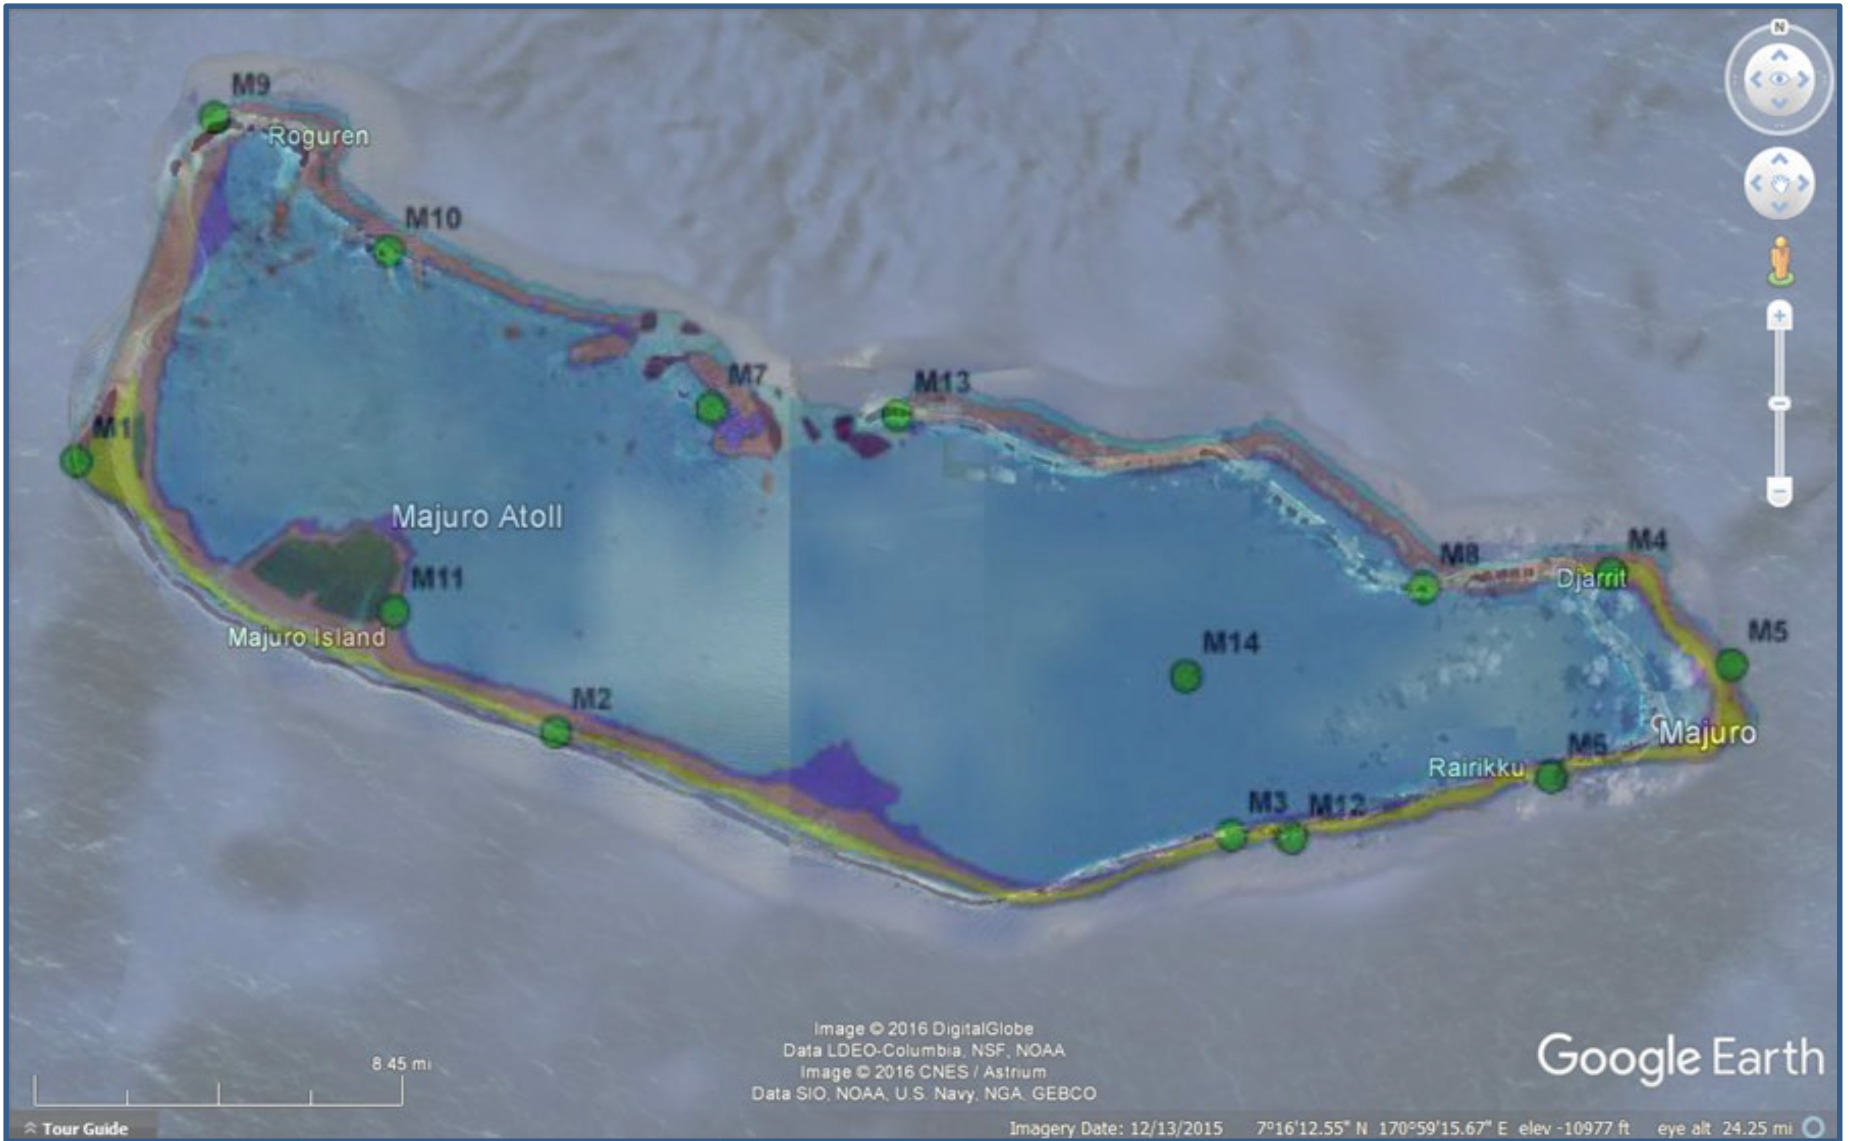 N
M9
Roguren
M10
M7
M13
M1
Majuro Atoll
M8
M4
Djarrit
M11
Majuro Island
M5
M14
M2
Majuro
M6
Rairikku
M3
M12
Image © 2016 DigitalGlobe
Data LDEO-Columbia, NSF, NOAA
Image © 2016 CNES / Astrium
Data SIO, NOAA, U.S. Navy, NGA, GEBCO
Google Earth
8.45 mi
Tour Guide
Imagery Date: 12/13/2015 7°16'12.55" N 170°59'15.67" E elev -10977 ft eye alt 24.25 mi